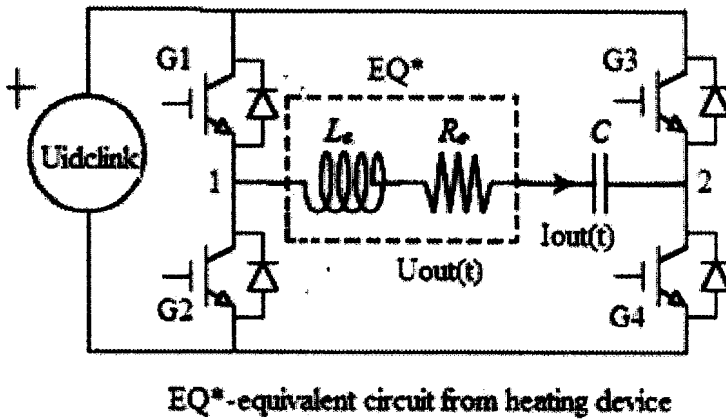 G1
G3
EQ*
+
Le
Re
C
Uidclink
1
2
Iout(t)
Uout(t)
G2
G4
EQ*-equivalent circuit from heating device